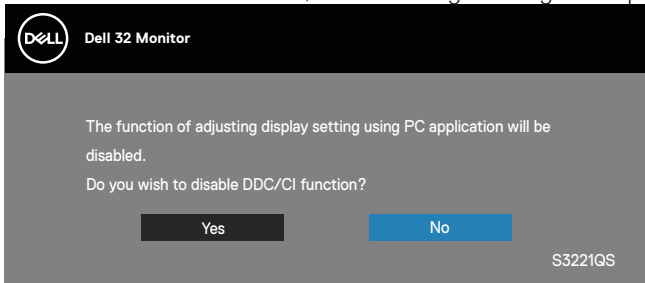 DELL
Dell 32 Monitor
The function of adjusting display setting using PC application will be
disabled.
Do you wish to disable DDC/CI function?
Yes
No
S3221QS